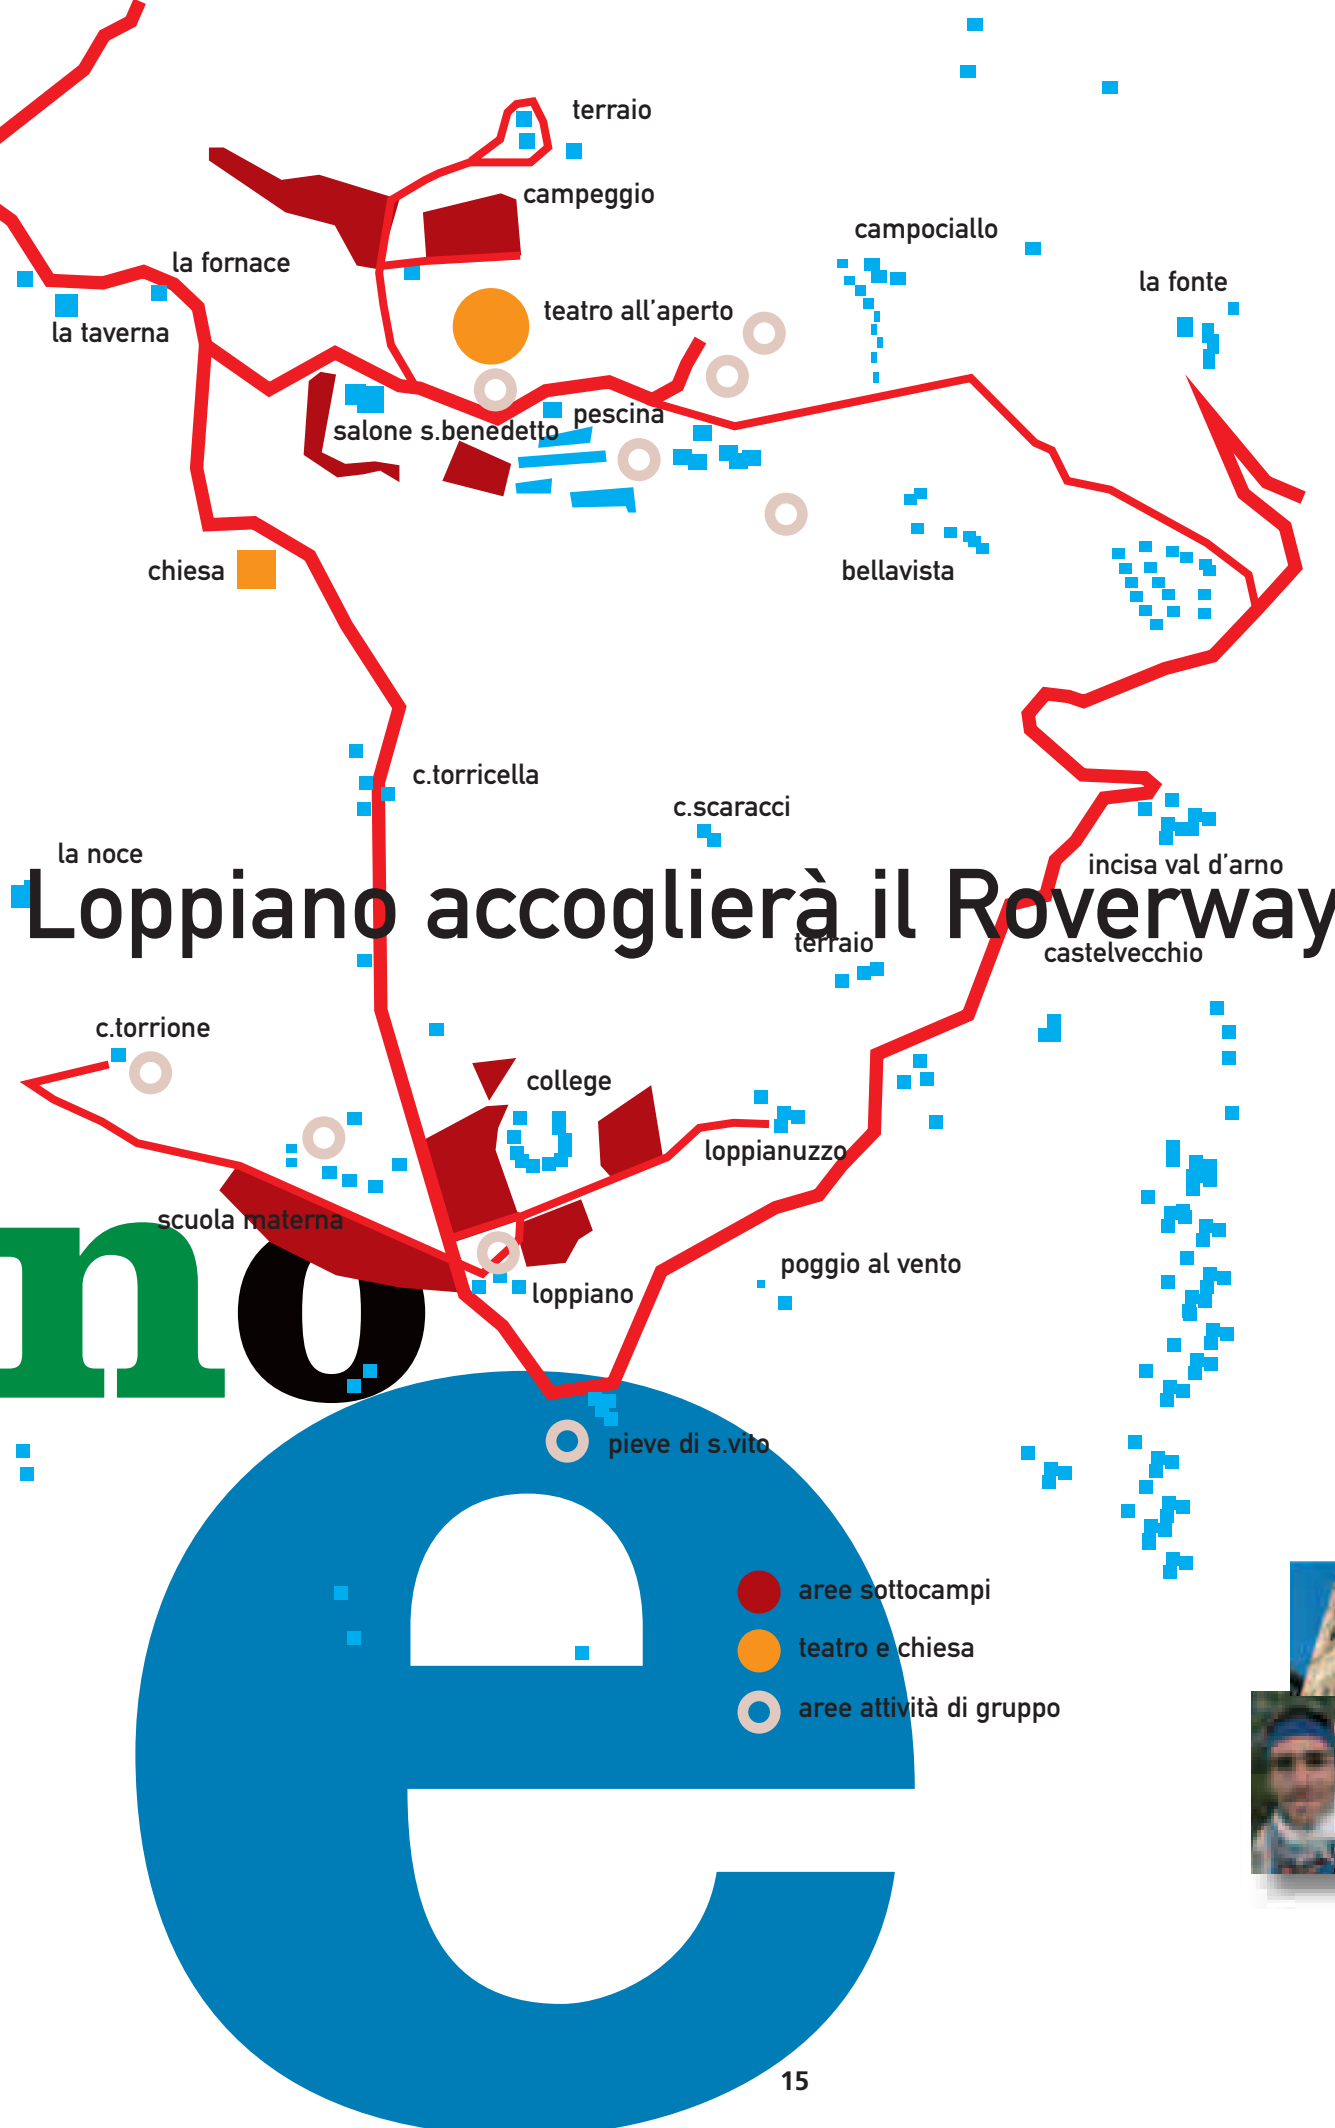 terraio
campeggio
campociallo
la fornace
la fonte
teatro all'aperto
la taverna
pescina
salone s.benedetto
chiesa
bellavista
c.torricella
c.scaracci
la noce
incisa val d'arno
Loppiano accoglierà il Roverway
terraio
castelvecchio
c.torrione
college
loppianuzzo
scuola materna
no
poggio al vento
loppiano
e
pieve di s.vito
aree sottocampi
teatro e chiesa
aree attività di gruppo
15